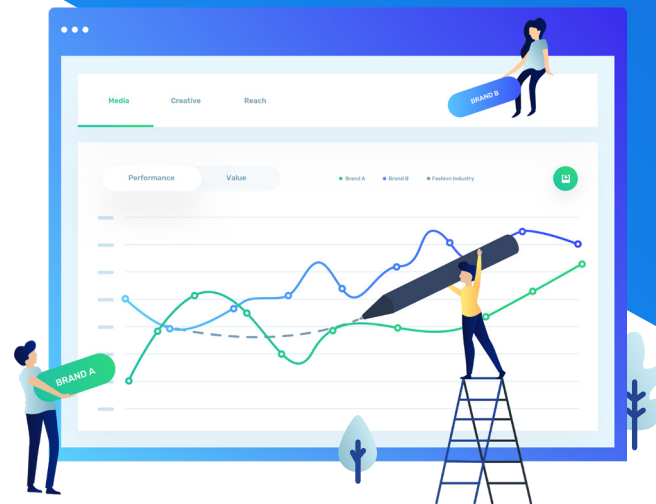 BRAND B
Media Creative Reach
Performance Value
Brand A Brand B Fashion Industry
BRAND A